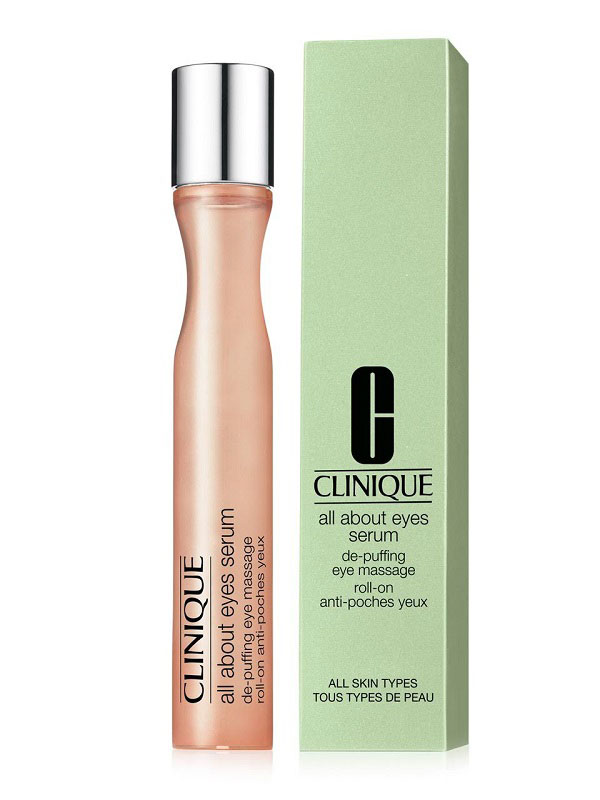 CLINIQUE
all about eyes serum
de-puffing eye massage
roll-on anti-poches yeux
C
CLINIQUE
all about eyes
serum
de-puffing
eye massage
roll-on
anti-poches yeux
ALL SKIN TYPES
TOUS TYPES DE PEAU